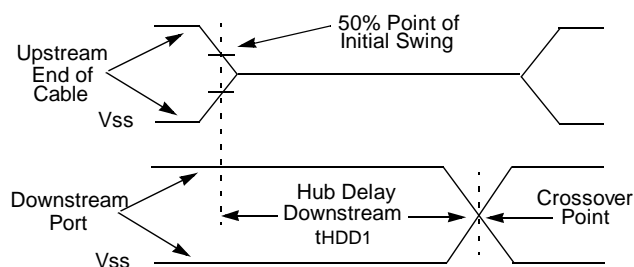 50% Point of
Initial Swing
Upstream
End of
Cable
Vss
Downstream
Port
Hub Delay
Downstream
tHDD1
Crossover
Point
Vss